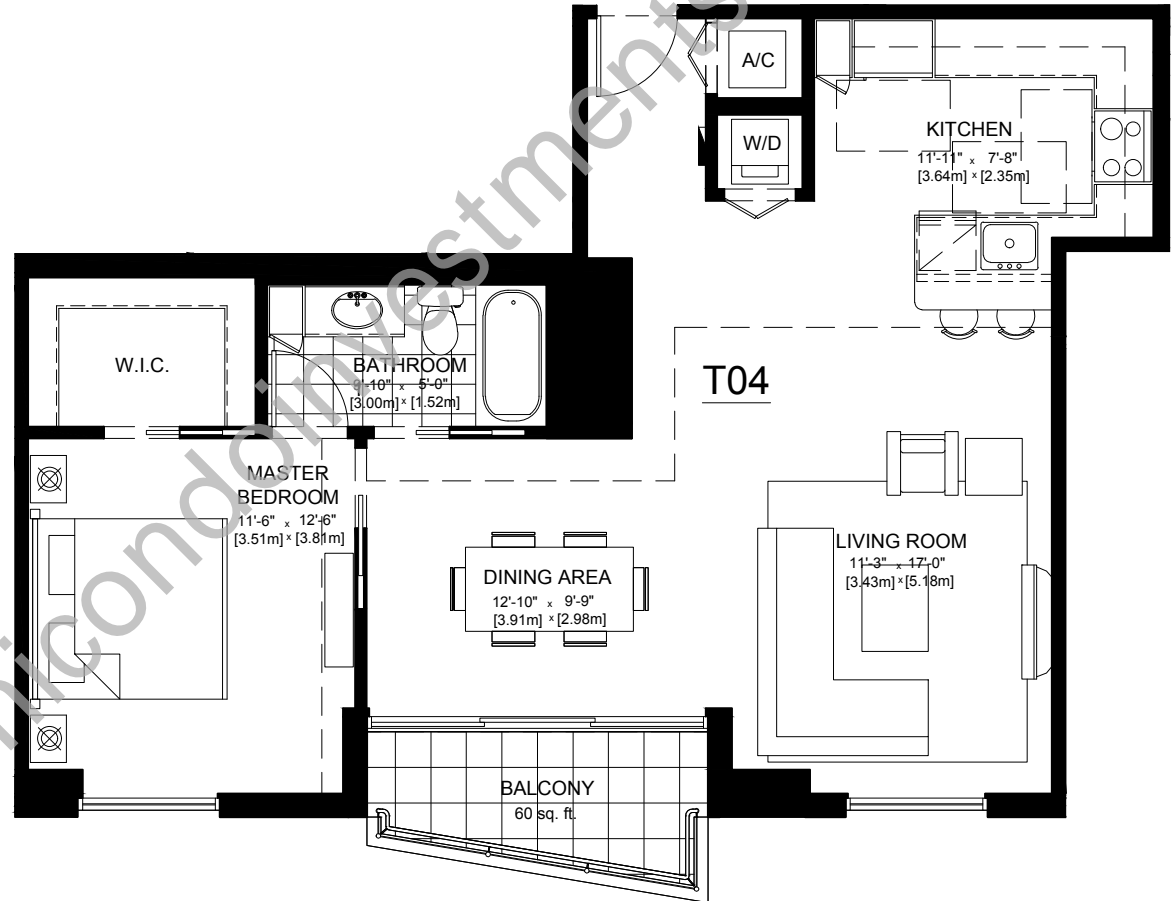 A/C
W/D
KITCHEN
11'-11" x 7'-8"
[3.64m] x [2.35m]
W.I.C.
BATHROOM
9'-10" x 5'-0"
[3.00m] x [1.52m]
T04
MASTER
BEDROOM
11'-6" x 12'-6"
[3.51m] x [3.81m]
LIVING ROOM
11'-3" x 17'-0"
[3.43m] x [5.18m]
DINING AREA
12'-10" x 9'-9"
[3.91m] x [2.98m]
BALCONY
60 sq. ft.
micondoinvestments